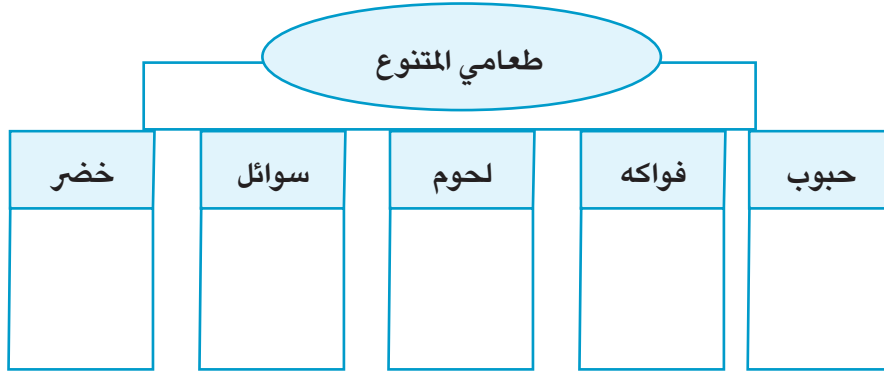 طعامي المتنوع
حبوب
فواكه
لحوم
سوائل
خضر